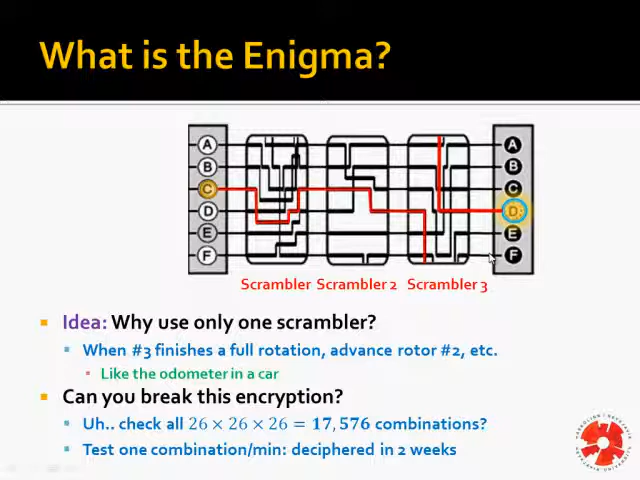 What is the Enigma?
A A
B B
C C
D D
E E
F F
Scrambler Scrambler 2 Scrambler 3
Idea: Why use only one scrambler?
When #3 finishes a full rotation, advance rotor #2, etc.
Like the odometer in a car
Can you break this encryption?
Uh.. check all 26 × 26 × 26 = 17,576 combinations?
Test one combination/min: deciphered in 2 weeks